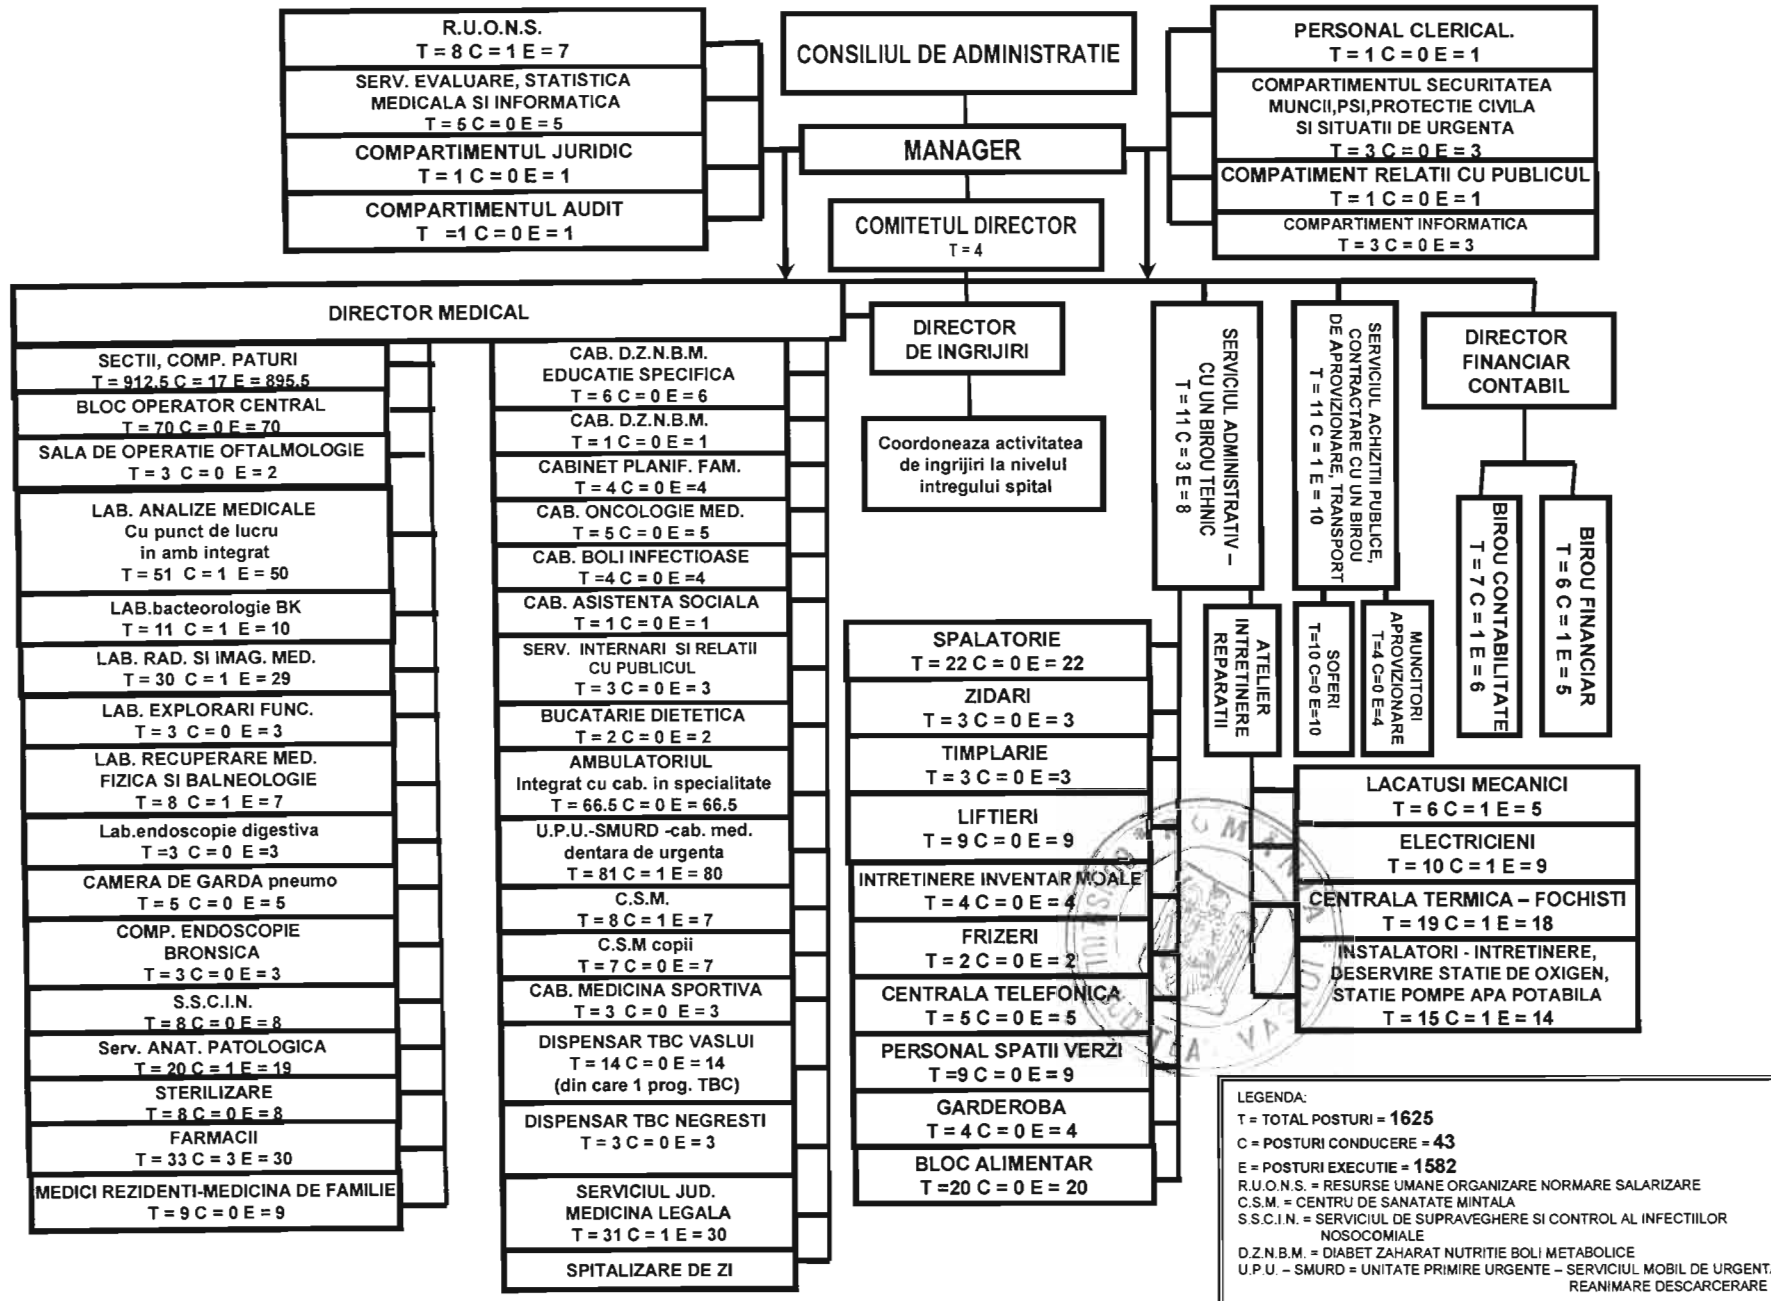 R.U.O.N.S.
T = 8 C = 1 E = 7
SERV. EVALUARE, STATISTICA
MEDICALA SI INFORMATICA
T = 5 C = 0 E = 5
COMPARTIMENTUL JURIDIC
T = 1 C = 0 E = 1
COMPARTIMENTUL AUDIT
T =1 C = 0 E = 1
CONSILIUL DE ADMINISTRATIE
MANAGER
COMITETUL DIRECTOR
T = 4
PERSONAL CLERICAL.
T = 1 C = 0 E = 1
COMPARTIMENTUL SECURITATEA
MUNCII,PSI,PROTECTIE CIVILA
SI SITUATII DE URGENTA
T = 3 C = 0 E = 3
COMPATIMENT RELATII CU PUBLICUL
T = 1 C = 0 E = 1
COMPARTIMENT INFORMATICA
T = 3 C = 0 E = 3
DIRECTOR MEDICAL
SECTII, COMP. PATURI
T = 912.5 C = 17 E = 895.5
BLOC OPERATOR CENTRAL
T = 70 C = 0 E = 70
SALA DE OPERATIE OFTALMOLOGIE
T = 3 C = 0 E = 2
LAB. ANALIZE MEDICALE
Cu punct de lucru
in amb integrat
T = 51 C = 1 E = 50
LAB.bacteorologie BK
T = 11 C = 1 E = 10
LAB. RAD. SI IMAG. MED.
T = 30 C = 1 E = 29
LAB. EXPLORARI FUNC.
T = 3 C = 0 E = 3
LAB. RECUPERARE MED.
FIZICA SI BALNEOLOGIE
T = 8 C = 1 E = 7
Lab.endoscopie digestiva
T =3 C = 0 E =3
CAMERA DE GARDA pneumo
T = 5 C = 0 E = 5
COMP. ENDOSCOPIE
BRONSICA
T = 3 C = 0 E = 3
S.S.C.I.N.
T = 8 C = 0 E = 8
Serv. ANAT. PATOLOGICA
T = 20 C = 1 E = 19
STERILIZARE
T = 8 C = 0 E = 8
FARMACII
T = 33 C = 3 E = 30
MEDICI REZIDENTI-MEDICINA DE FAMILIE
T = 9 C = 0 E = 9
CAB. D.Z.N.B.M.
EDUCATIE SPECIFICA
T = 6 C = 0 E = 6
CAB. D.Z.N.B.M.
T = 1 C = 0 E = 1
CABINET PLANIF. FAM.
T = 4 C = 0 E =4
CAB. ONCOLOGIE MED.
T = 5 C = 0 E = 5
CAB. BOLI INFECTIOASE
T =4 C = 0 E =4
CAB. ASISTENTA SOCIALA
T = 1 C = 0 E = 1
SERV. INTERNARI SI RELATII
CU PUBLICUL
T = 3 C = 0 E = 3
BUCATARIE DIETETICA
T = 2 C = 0 E = 2
AMBULATORIUL
Integrat cu cab. in specialitate
T = 66.5 C = 0 E = 66.5
U.P.U.-SMURD -cab. med.
dentara de urgenta
T = 81 C = 1 E = 80
C.S.M.
T = 8 C = 1 E = 7
C.S.M copii
T = 7 C = 0 E = 7
CAB. MEDICINA SPORTIVA
T = 3 C = 0 E = 3
DISPENSAR TBC VASLUI
T = 14 C = 0 E = 14
(din care 1 prog. TBC)
DISPENSAR TBC NEGRESTI
T = 3 C = 0 E = 3
SERVICIUL JUD.
MEDICINA LEGALA
T = 31 C = 1 E = 30
SPITALIZARE DE ZI
DIRECTOR
DE INGRIJIRI
Coordoneaza activitatea
de ingrijiri la nivelul
intregului spital
SERVICIUL ADMINISTRATIV –
CU UN BIROU TEHNIC
T = 11 C = 3 E = 8
SERVICIUL ACHIZITII PUBLICE,
CONTRACTARE CU UN BIROU
DE APROVIZIONARE, TRANSPORT
T = 11 C = 1 E = 10
DIRECTOR
FINANCIAR
CONTABIL
BIROU CONTABILITATE
T = 7 C = 1 E = 6
BIROU FINANCIAR
T = 6 C = 1 E = 5
ATELIER
INTRETINERE
REPARATII
SOFERI
T=10 C=0 E=10
MUNCITORI
APROVIZIONARE
T=4 C=0 E=4
SPALATORIE
T = 22 C = 0 E = 22
ZIDARI
T = 3 C = 0 E = 3
TIMPLARIE
T = 3 C = 0 E =3
LIFTIERI
T = 9 C = 0 E = 9
INTRETINERE INVENTAR MOALE
T = 4 C = 0 E = 4
FRIZERI
T = 2 C = 0 E = 2
CENTRALA TELEFONICA
T = 5 C = 0 E = 5
PERSONAL SPATII VERZI
T =9 C = 0 E = 9
GARDEROBA
T = 4 C = 0 E = 4
BLOC ALIMENTAR
T =20 C = 0 E = 20
LACATUSI MECANICI
T = 6 C = 1 E = 5
ELECTRICIENI
T = 10 C = 1 E = 9
CENTRALA TERMICA – FOCHISTI
T = 19 C = 1 E = 18
INSTALATORI - INTRETINERE,
DESERVIRE STATIE DE OXIGEN,
STATIE POMPE APA POTABILA
T = 15 C = 1 E = 14
LEGENDA:
T = TOTAL POSTURI = 1625
C = POSTURI CONDUCERE = 43
E = POSTURI EXECUTIE = 1582
R.U.O.N.S. = RESURSE UMANE ORGANIZARE NORMARE SALARIZARE
C.S.M. = CENTRU DE SANATATE MINTALA
S.S.C.I.N. = SERVICIUL DE SUPRAVEGHERE SI CONTROL AL INFECTIILOR
NOSOCOMIALE
D.Z.N.B.M. = DIABET ZAHARAT NUTRITIE BOLI METABOLICE
U.P.U. – SMURD = UNITATE PRIMIRE URGENTE – SERVICIUL MOBIL DE URGENTA
REANIMARE DESCARCERARE